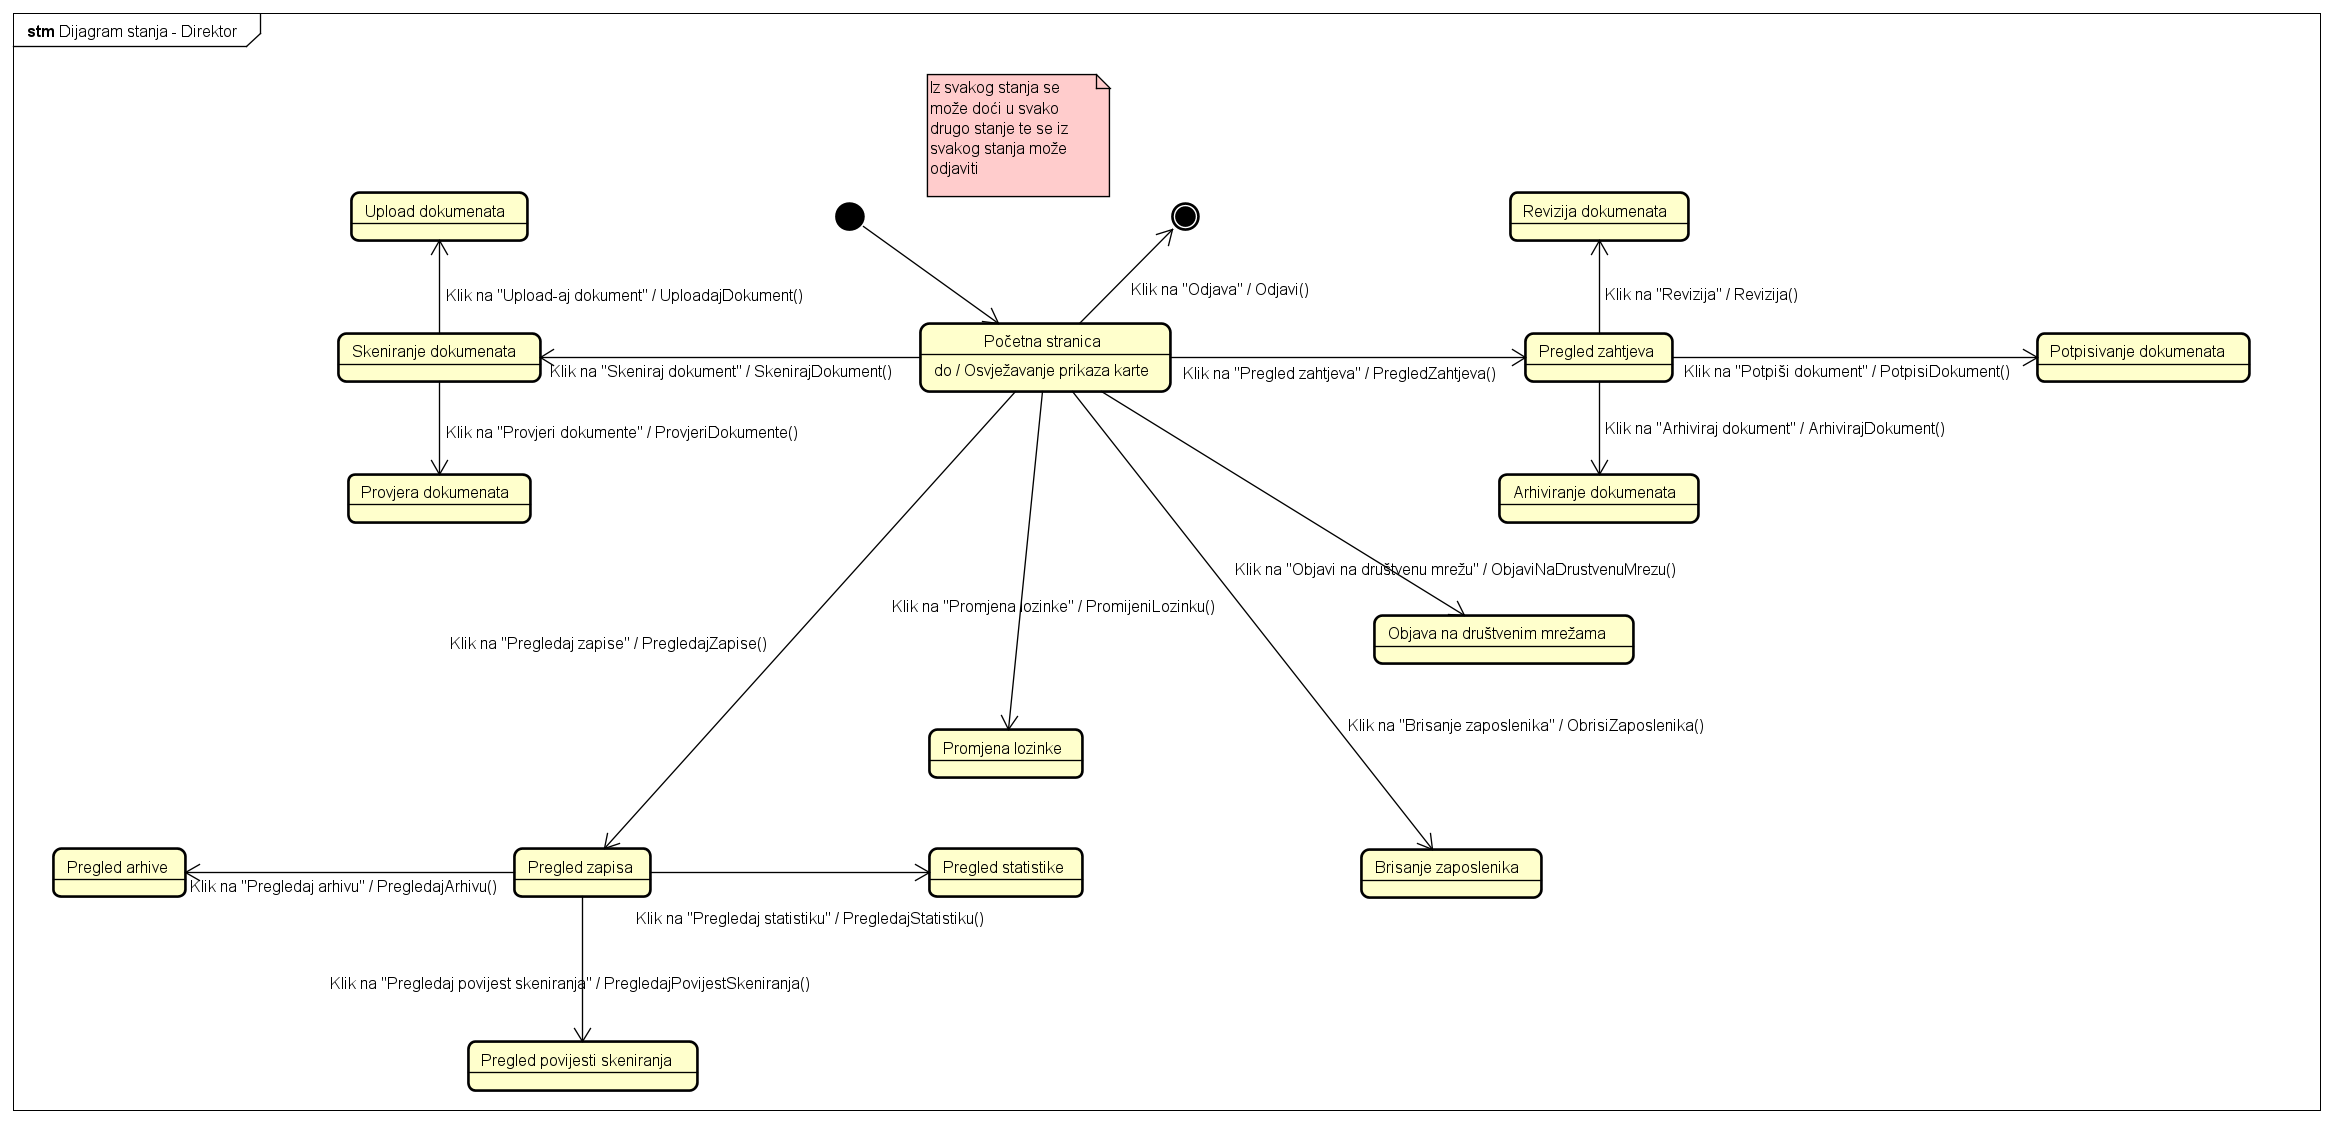 stm Dijagram stanja - Direktor
Iz svakog stanja se
može doći u svako
drugo stanje te se iz
svakog stanja može
odjaviti
Upload dokumenata
Revizija dokumenata
Klik na "Upload-aj dokument" / UploadajDokument()
Klik na "Odjava" / Odjavi()
Klik na "Revizija" / Revizija()
Skeniranje dokumenata
Početna stranica
do / Osvježavanje prikaza karte
Pregled zahtjeva
Potpisivanje dokumenata
Klik na "Skeniraj dokument" / SkenirajDokument()
Klik na "Pregled zahtjeva" / PregledZahtjeva()
Klik na "Potpiši dokument" / PotpisiDokument()
Klik na "Provjeri dokumente" / ProvjeriDokumente()
Klik na "Arhiviraj dokument" / ArhivirajDokument()
Provjera dokumenata
Arhiviranje dokumenata
Klik na "Objavi na društvenu mrežu" / ObjaviNaDrustvenuMrezu()
Klik na "Promjena lozinke" / PromijeniLozinku()
Klik na "Pregledaj zapise" / PregledajZapise()
Objava na društvenim mrežama
Klik na "Brisanje zaposlenika" / ObrisiZaposlenika()
Promjena lozinke
Pregled arhive
Pregled zapisa
Pregled statistike
Brisanje zaposlenika
Klik na "Pregledaj arhivu" / PregledajArhivu()
Klik na "Pregledaj statistiku" / PregledajStatistiku()
Klik na "Pregledaj povijest skeniranja" / PregledajPovijestSkeniranja()
Pregled povijesti skeniranja